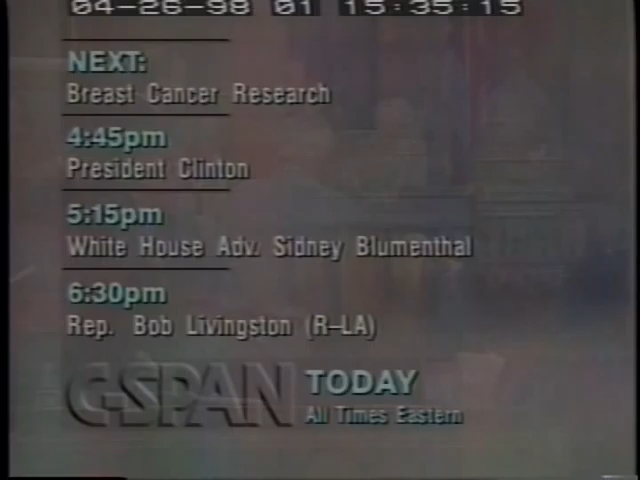 04-26-98 01 15:35:15
NEXT:
Breast Cancer Research
4:45pm
President Clinton
5:15pm
White House Adv. Sidney Blumenthal
6:30pm
Rep. Bob Livingston (R–LA)
C-SPAN TODAY
All Times Eastern